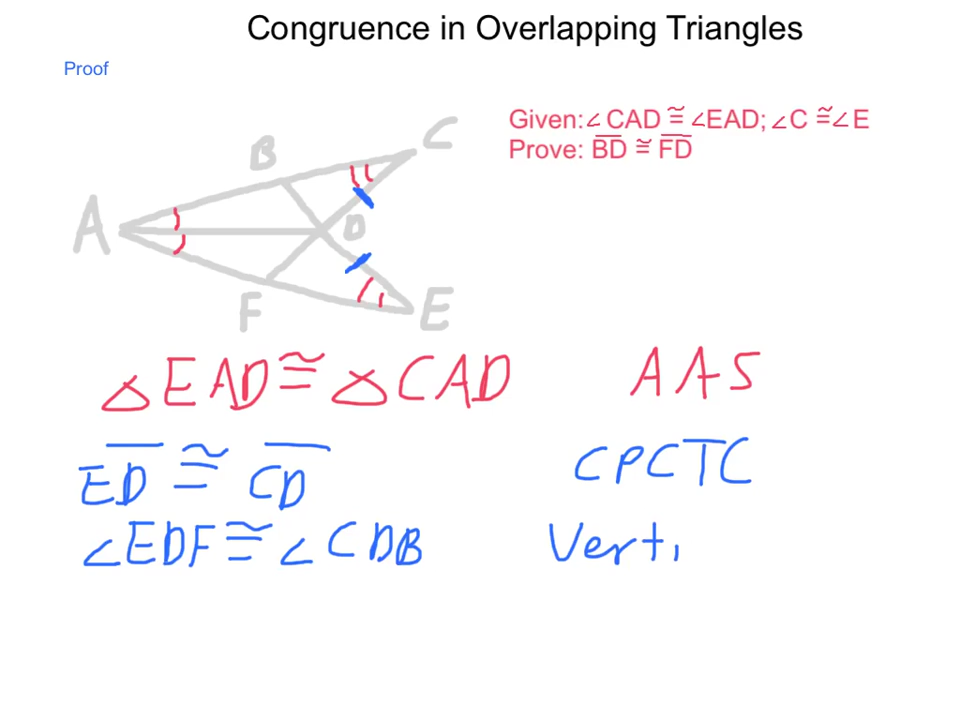 Congruence in Overlapping Triangles
Proof
Given:∠CAD ≅ ∠EAD; ∠C ≅ ∠E
Prove: B̅D̅ ≅ F̅D̅
A
B
C
D
F
E
△EAD ≅ △CAD AAS
E̅D̅ ≅ C̅D̅ CPCTC
∠EDF ≅ ∠CDB Verti